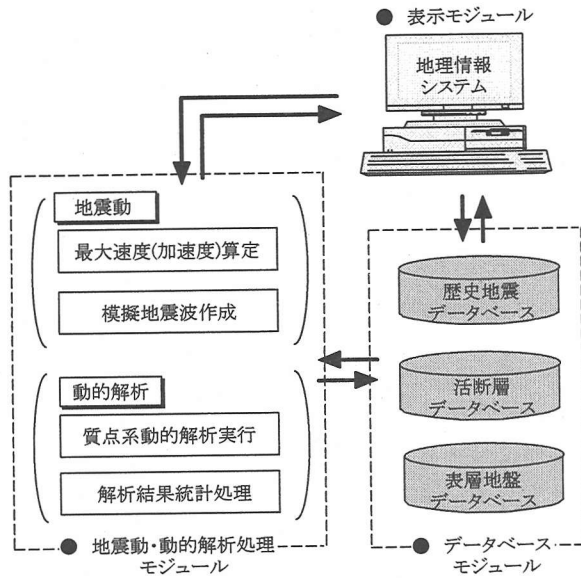 ● 表示モジュール
地理情報
システム
地震動
最大速度(加速度)算定
模擬地震波作成
動的解析
質点系動的解析実行
解析結果統計処理
● 地震動・動的解析処理
モジュール
歴史地震
データベース
活断層
データベース
表層地盤
データベース
● データベース
モジュール